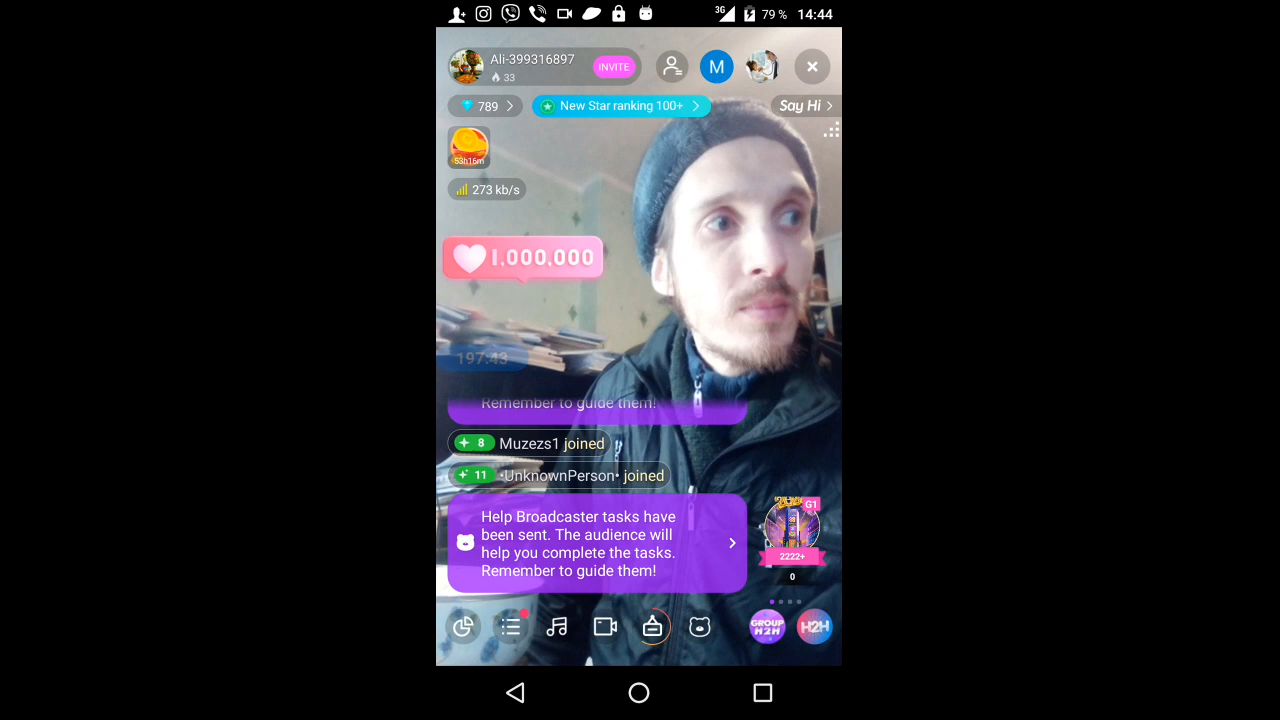 3G 79 % 14:44
Ali-399316897
33
INVITE
M
789
New Star ranking 100+
Say Hi
53h16m
273 kb/s
1,000,000
197:43
Remember to guide them!
8 Muzezs1 joined
11 •UnknownPerson• joined
Help Broadcaster tasks have
been sent. The audience will
help you complete the tasks.
Remember to guide them!
G1
2222+
0
GROUP
H2H
H2H